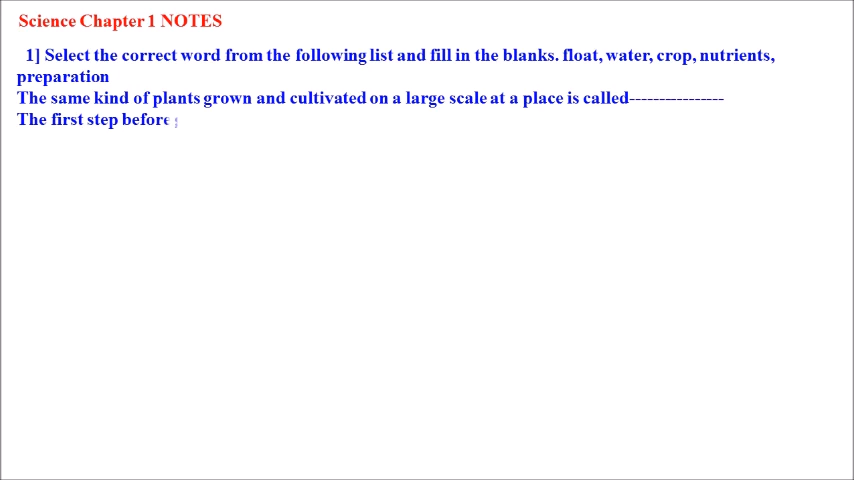 Science Chapter 1 NOTES
1] Select the correct word from the following list and fill in the blanks. float, water, crop, nutrients,
preparation
The same kind of plants grown and cultivated on a large scale at a place is called----------------
The first step before